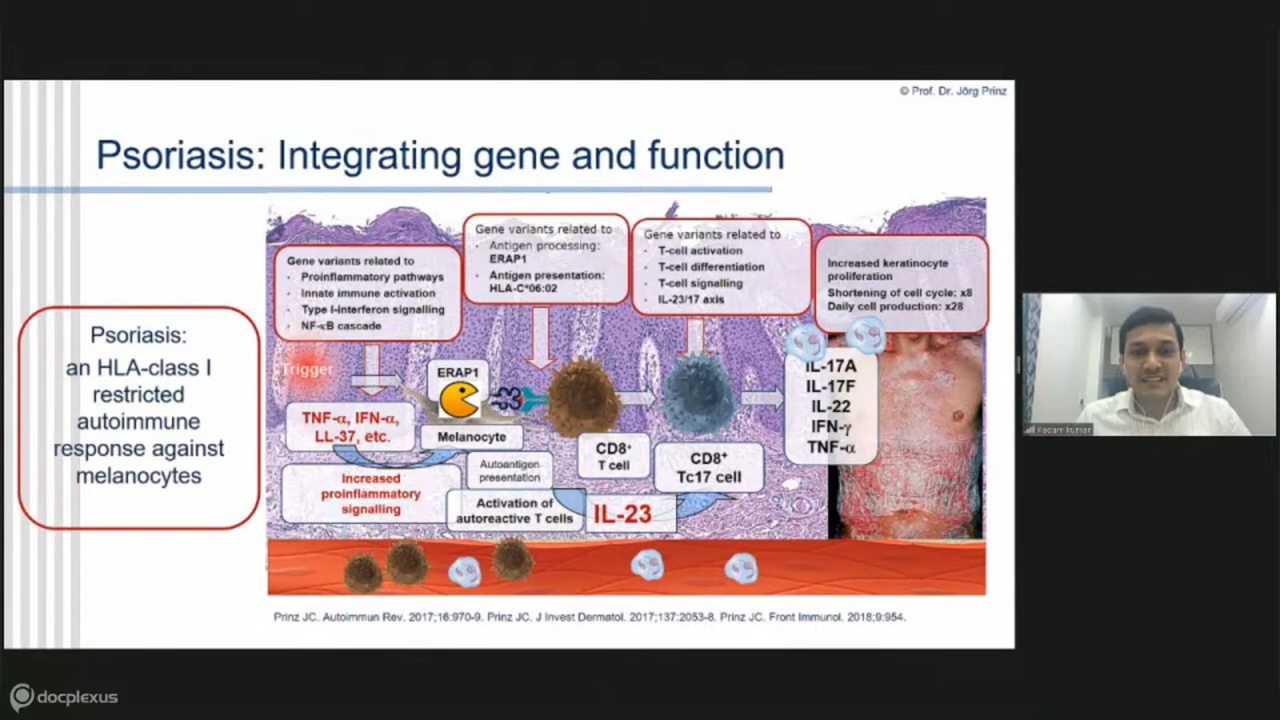 © Prof. Dr. Jörg Prinz
Psoriasis: Integrating gene and function
Psoriasis:
an HLA-class I
restricted
autoimmune
response against
melanocytes
Gene variants related to
· Proinflammatory pathways
· Innate immune activation
· Type I-interferon signalling
· NF-κB cascade
Gene variants related to
· Antigen processing:
ERAP1
· Antigen presentation:
HLA-C*06:02
Gene variants related to
· T-cell activation
· T-cell differentiation
· T-cell signalling
· IL-23/17 axis
Increased keratinocyte
proliferation
Shortening of cell cycle: x8
Daily cell production: x28
Trigger
TNF-α, IFN-α,
LL-37, etc.
Increased
proinflammatory
signalling
ERAP1
Melanocyte
Autoantigen
presentation
Activation of
autoreactive T cells
CD8⁺
T cell
IL-23
CD8⁺
Tc17 cell
IL-17A
IL-17F
IL-22
IFN-γ
TNF-α
Prinz JC. Autoimmun Rev. 2017;16:970-9. Prinz JC. J Invest Dermatol. 2017;137:2053-8. Prinz JC. Front Immunol. 2018;9:954.
kumar
docplexus